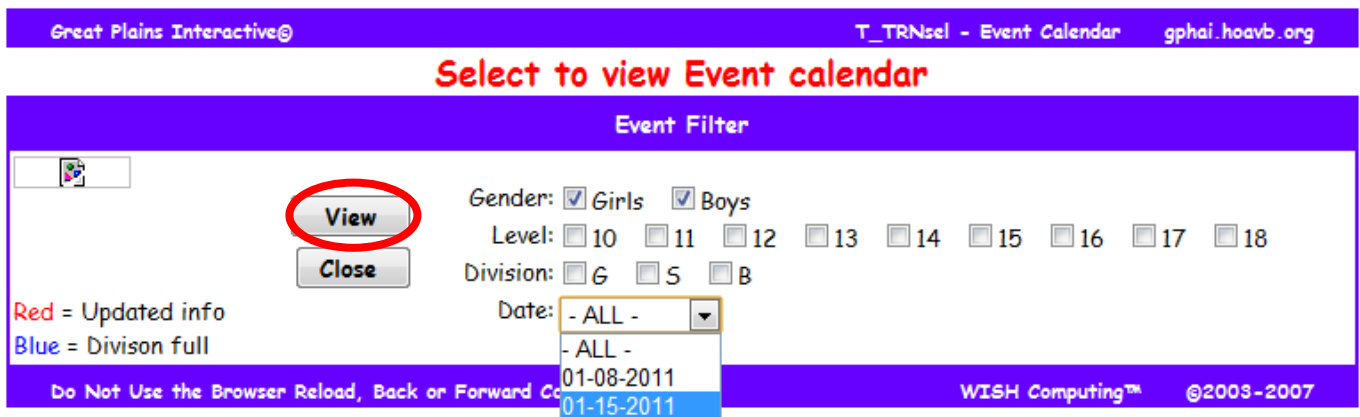 Great Plains Interactive© T_TRNsel - Event Calendar gphai.hoavb.org
Select to view Event calendar
Event Filter
View
Close
Gender: Girls Boys
Level: 10 11 12 13 14 15 16 17 18
Division: G S B
Date: - ALL -
- ALL -
01-08-2011
01-15-2011
Red = Updated info
Blue = Divison full
Do Not Use the Browser Reload, Back or Forward WISH Computing™ ©2003-2007